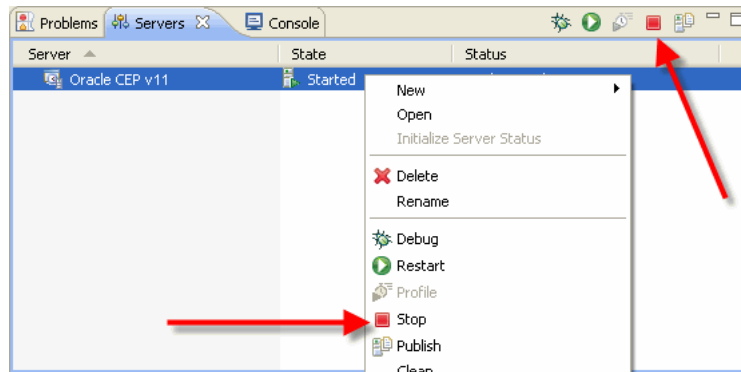 Problems Servers Console
Server State Status
Oracle CEP v11 Started
New
Open
Initialize Server Status
Delete
Rename
Debug
Restart
Profile
Stop
Publish
Clean